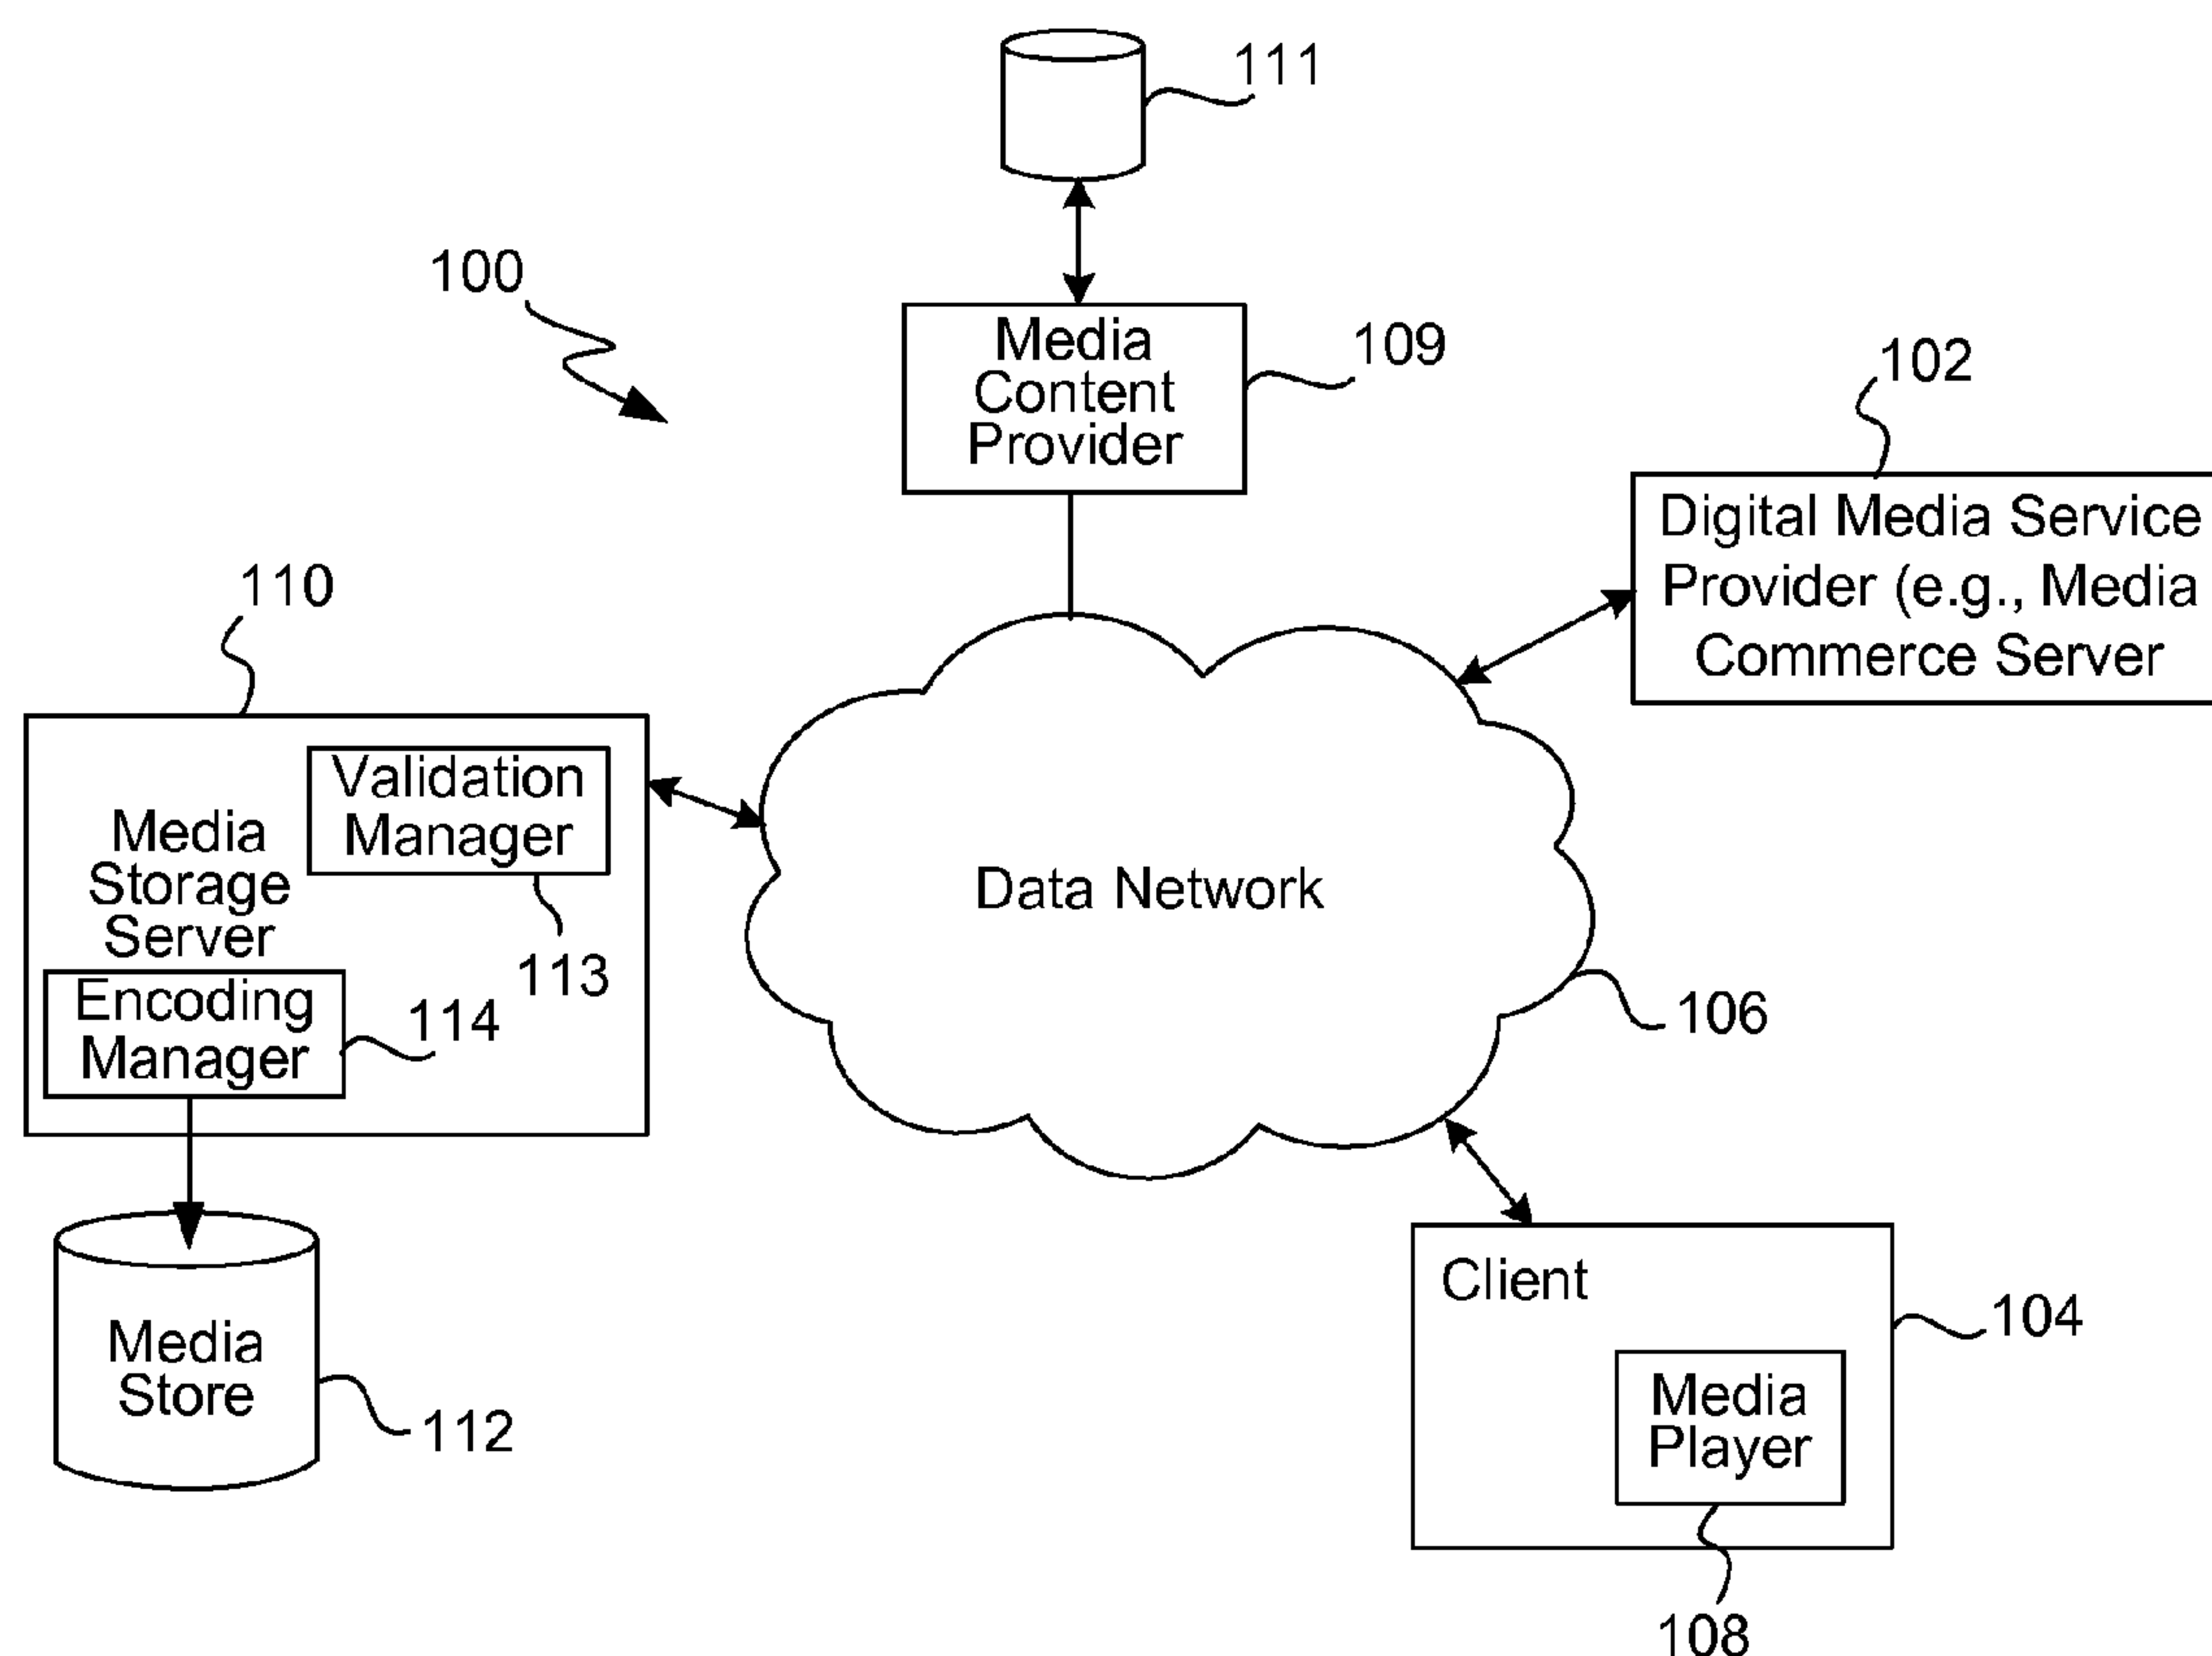 111
100
Media
Content
Provider
109
102
Digital Media Service
Provider (e.g., Media
Commerce Server
110
Validation
Manager
Media
Storage
Server
113
Encoding
Manager
114
Data Network
106
Media
Store
112
Client
104
Media
Player
108